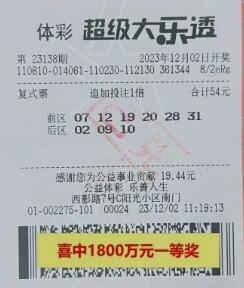 体彩 超级大乐透
第 23138期 2023年12月02日开奖
110610-014061-110230-112130 381344 8/2eRg
复式票 追加投注1倍 合计54元
前区 07 12 19 20 28 31
后区 02 09 10
感谢您为公益事业贡献 19.44元
公益体彩 乐善人生
西影路7号C阳光小区南门
01-002275-101 00024 23/12/02 11:19:13
喜中1800万元一等奖